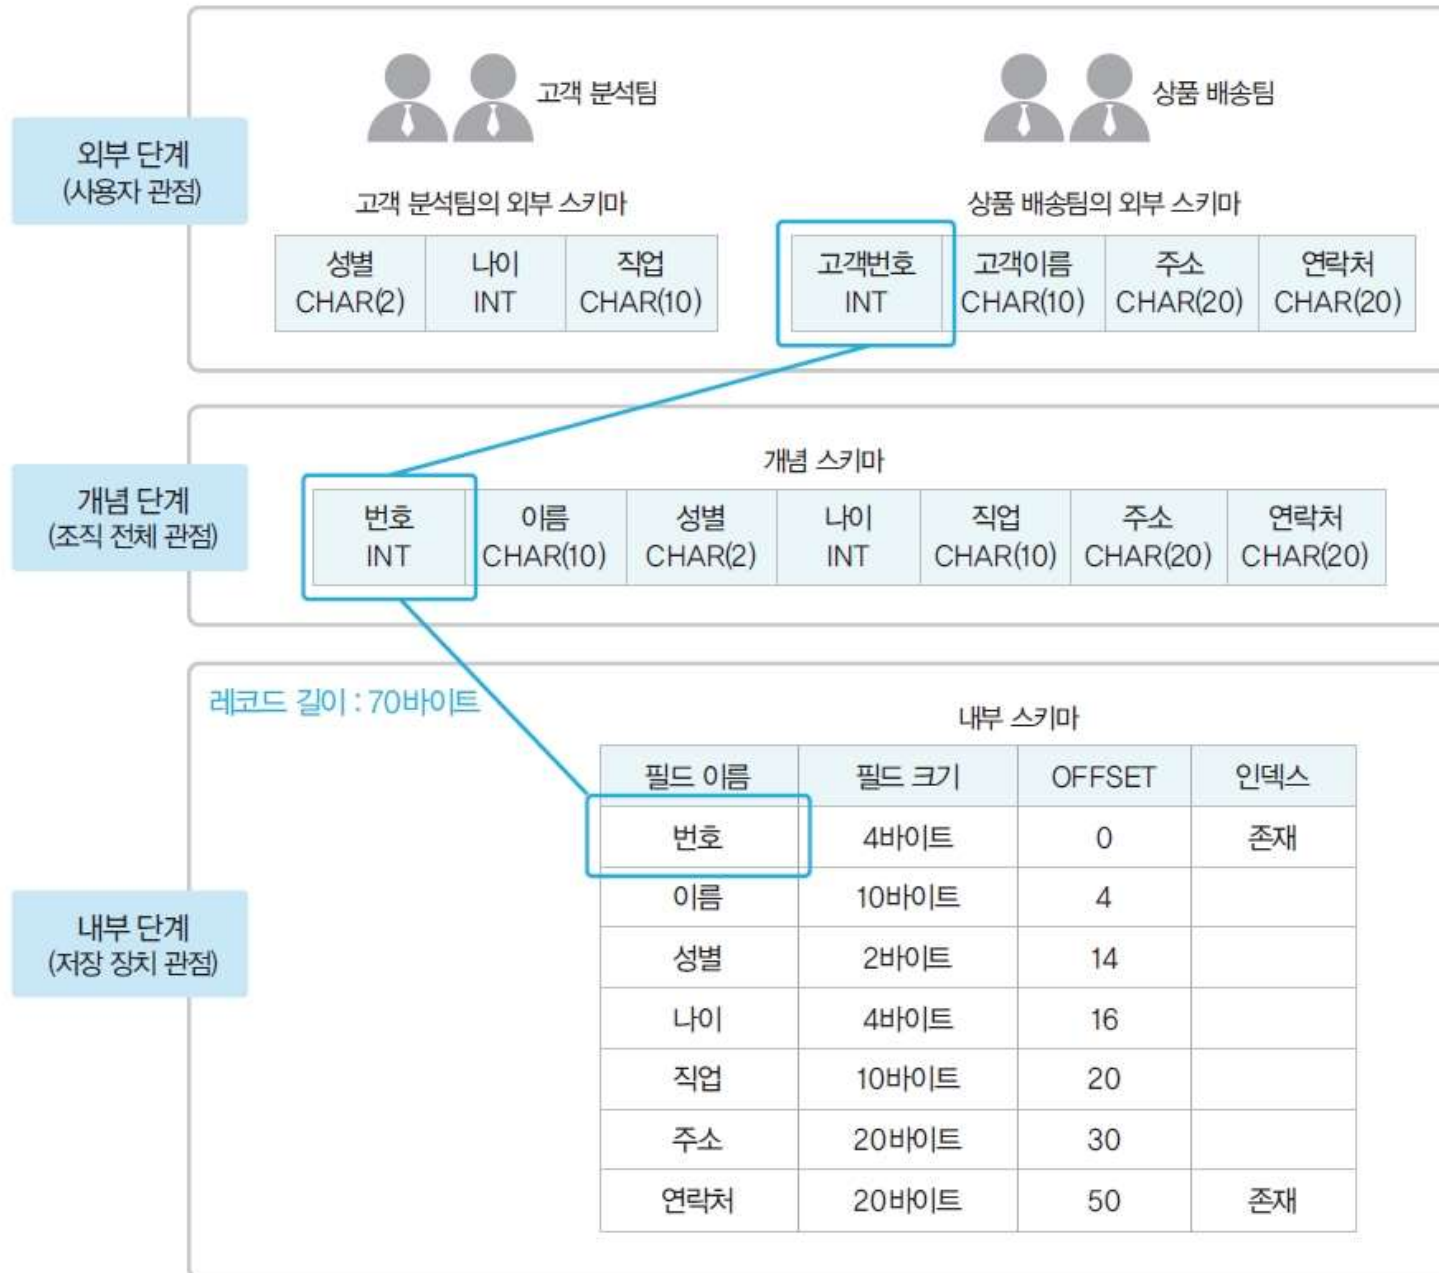 고객 분석팀
상품 배송팀
외부 단계
(사용자 관점)
고객 분석팀의 외부 스키마
상품 배송팀의 외부 스키마
성별 나이 직업
CHAR(2) INT CHAR(10)
고객번호 고객이름 주소 연락처
INT CHAR(10) CHAR(20) CHAR(20)
개념 단계
(조직 전체 관점)
개념 스키마
번호 이름 성별 나이 직업 주소 연락처
INT CHAR(10) CHAR(2) INT CHAR(10) CHAR(20) CHAR(20)
레코드 길이 : 70바이트
내부 스키마
내부 단계
(저장 장치 관점)
필드 이름 필드 크기 OFFSET 인덱스
번호 4바이트 0 존재
이름 10바이트 4
성별 2바이트 14
나이 4바이트 16
직업 10바이트 20
주소 20바이트 30
연락처 20바이트 50 존재